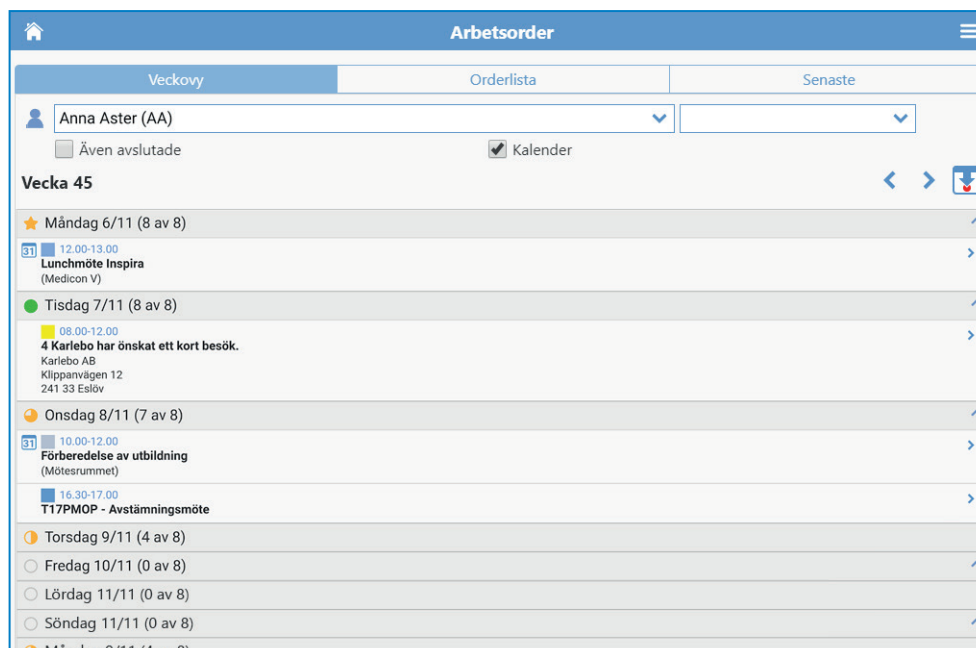 Arbetsorder
Veckovy
Orderlista
Senaste
Anna Aster (AA)
Även avslutade
Kalender
Vecka 45
Måndag 6/11 (8 av 8)
31 12.00-13.00
Lunchmöte Inspira
(Medicon V)
Tisdag 7/11 (8 av 8)
08.00-12.00
4 Karlebo har önskat ett kort besök.
Karlebo AB
Klippanvägen 12
241 33 Eslöv
Onsdag 8/11 (7 av 8)
31 10.00-12.00
Förberedelse av utbildning
(Mötesrummet)
16.30-17.00
T17PMOP - Avstämningsmöte
Torsdag 9/11 (4 av 8)
Fredag 10/11 (0 av 8)
Lördag 11/11 (0 av 8)
Söndag 11/11 (0 av 8)